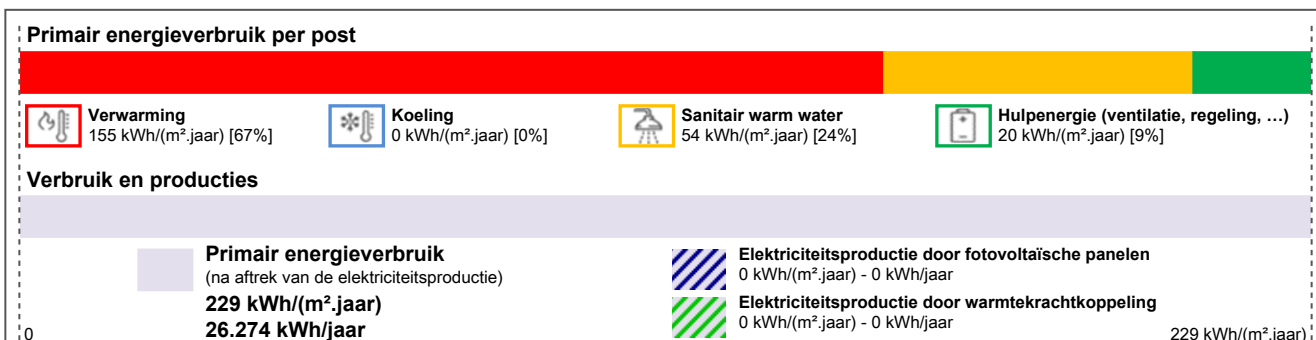 Primair energieverbruik per post
Verwarming
155 kWh/(m².jaar) [67%]
Koeling
0 kWh/(m².jaar) [0%]
Sanitair warm water
54 kWh/(m².jaar) [24%]
Hulpenergie (ventilatie, regeling, …)
20 kWh/(m².jaar) [9%]
Verbruik en producties
Primair energieverbruik
(na aftrek van de elektriciteitsproductie)
229 kWh/(m².jaar)
26.274 kWh/jaar
Elektriciteitsproductie door fotovoltaïsche panelen
0 kWh/(m².jaar) - 0 kWh/jaar
Elektriciteitsproductie door warmtekrachtkoppeling
0 kWh/(m².jaar) - 0 kWh/jaar
0
229 kWh/(m².jaar)